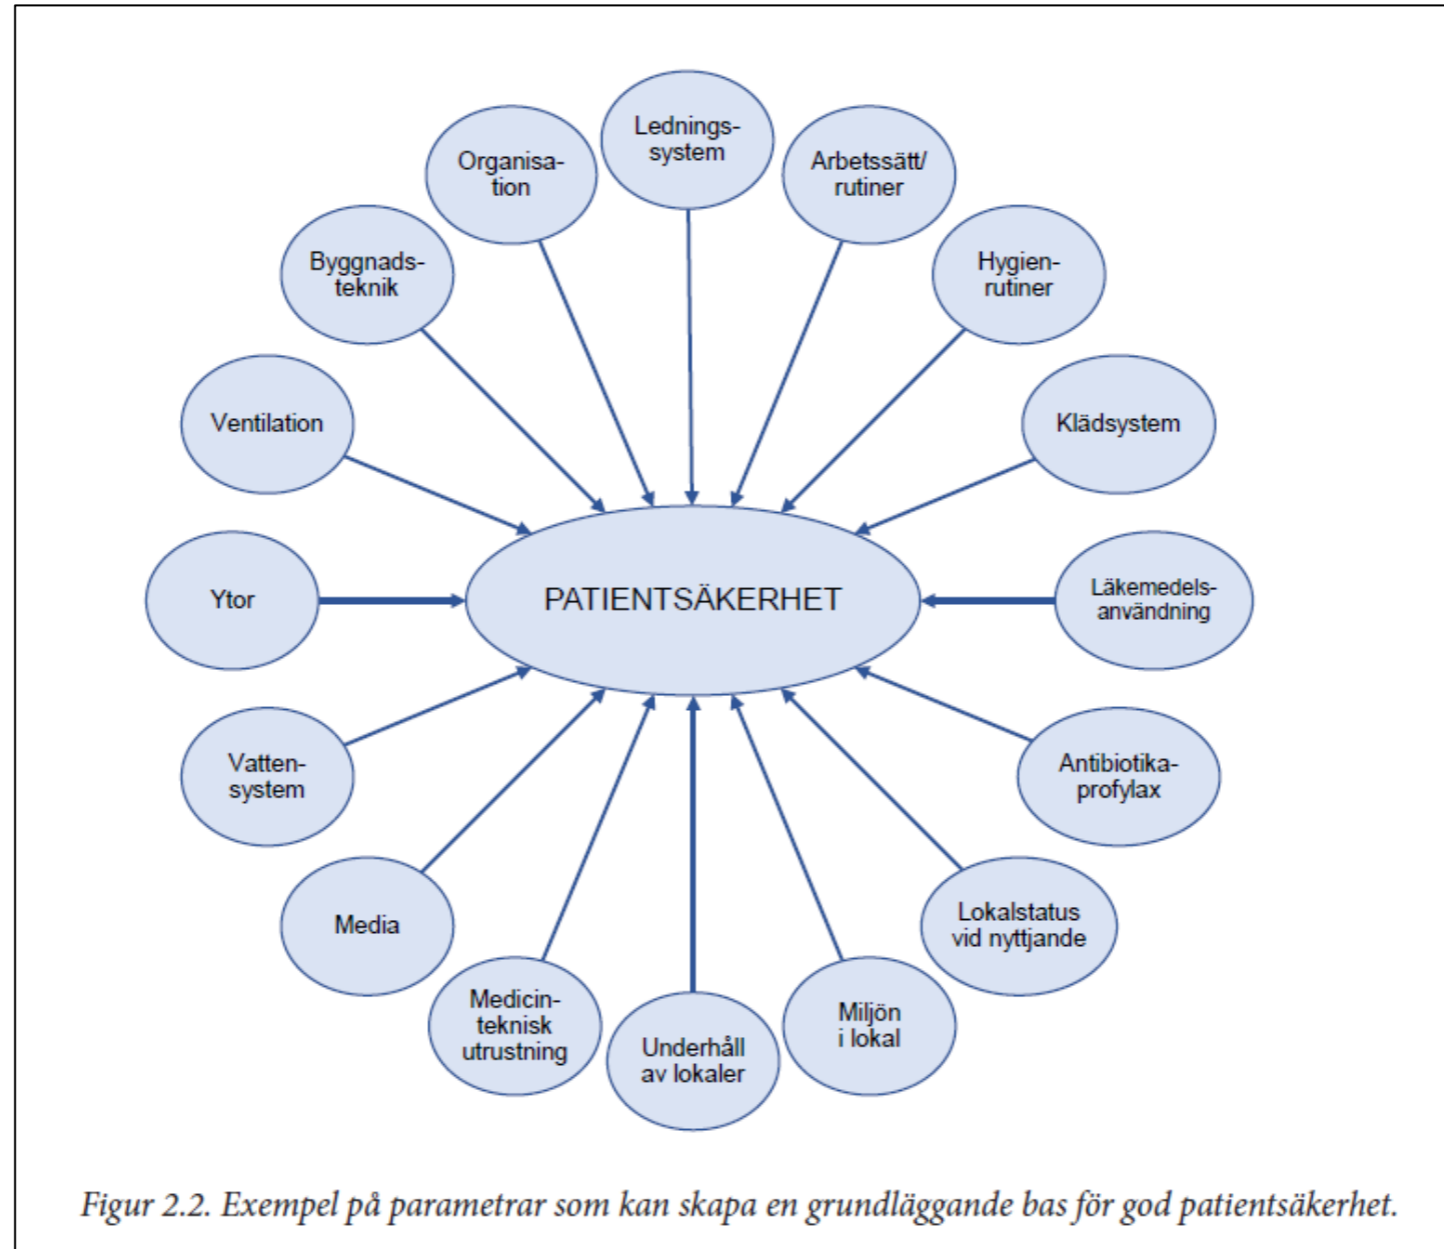 Lednings-
system
Arbetssätt/
rutiner
Hygien-
rutiner
Klädsystem
Läkemedels-
användning
Antibiotika-
profylax
Lokalstatus
vid nyttjande
Miljön
i lokal
Underhåll
av lokaler
Medicin-
teknisk
utrustning
Media
Vatten-
system
Ytor
Ventilation
Byggnads-
teknik
Organisa-
tion
PATIENTSÄKERHET
Figur 2.2. Exempel på parametrar som kan skapa en grundläggande bas för god patientsäkerhet.